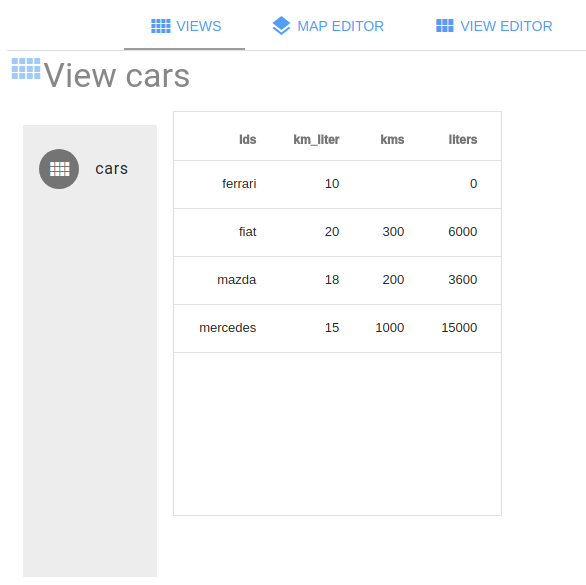 VIEWS MAP EDITOR VIEW EDITOR
View cars
cars
Ids km_liter kms liters
ferrari 10 0
fiat 20 300 6000
mazda 18 200 3600
mercedes 15 1000 15000